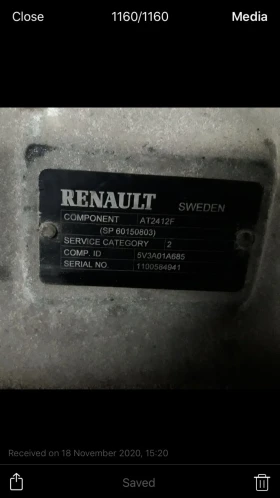 Close 1160/1160 Media
RENAULT SWEDEN
COMPONENT AT2412F
(SP 60150803)
SERVICE CATEGORY 2
COMP. ID 5V3A01A685
SERIAL NO. 1100584941
Received on 18 November 2020, 15:20
Saved